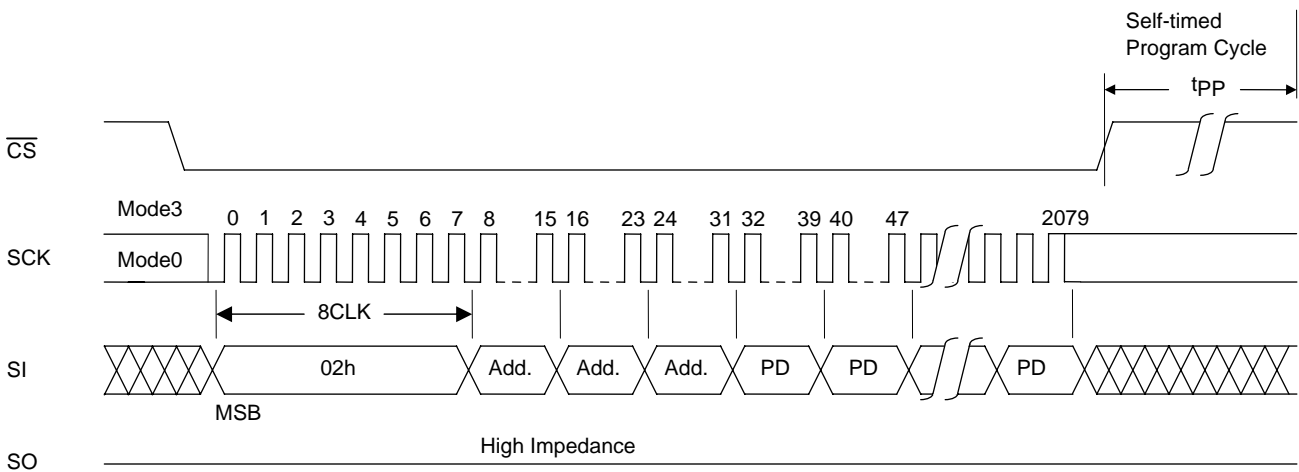 Self-timed
Program Cycle
tPP
CS
Mode3
0 1 2 3 4 5 6 7 8 15 16 23 24 31 32 39 40 47 2079
SCK
Mode0
8CLK
SI
02h Add. Add. Add. PD PD PD
MSB
High Impedance
SO